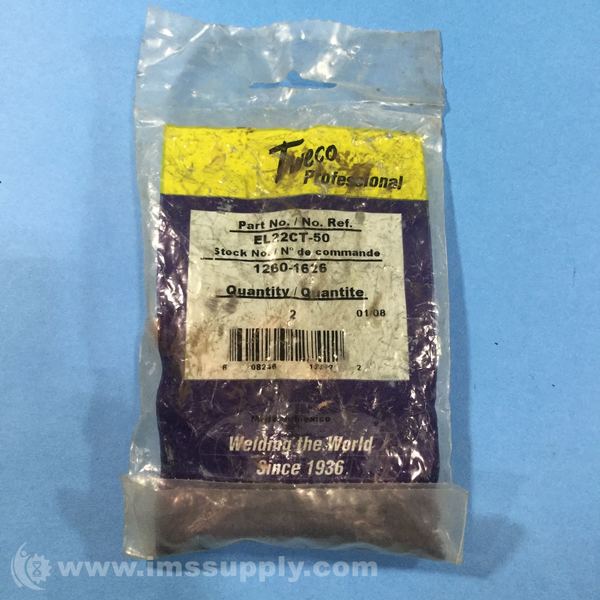 Tweco
Professional
Part No. / No. Ref.
EL22CT-50
Stock No. / N° de commande
1260-1626
Quantity / Quantite
2 01/08
Welding the World
Since 1936
www.imssupply.com